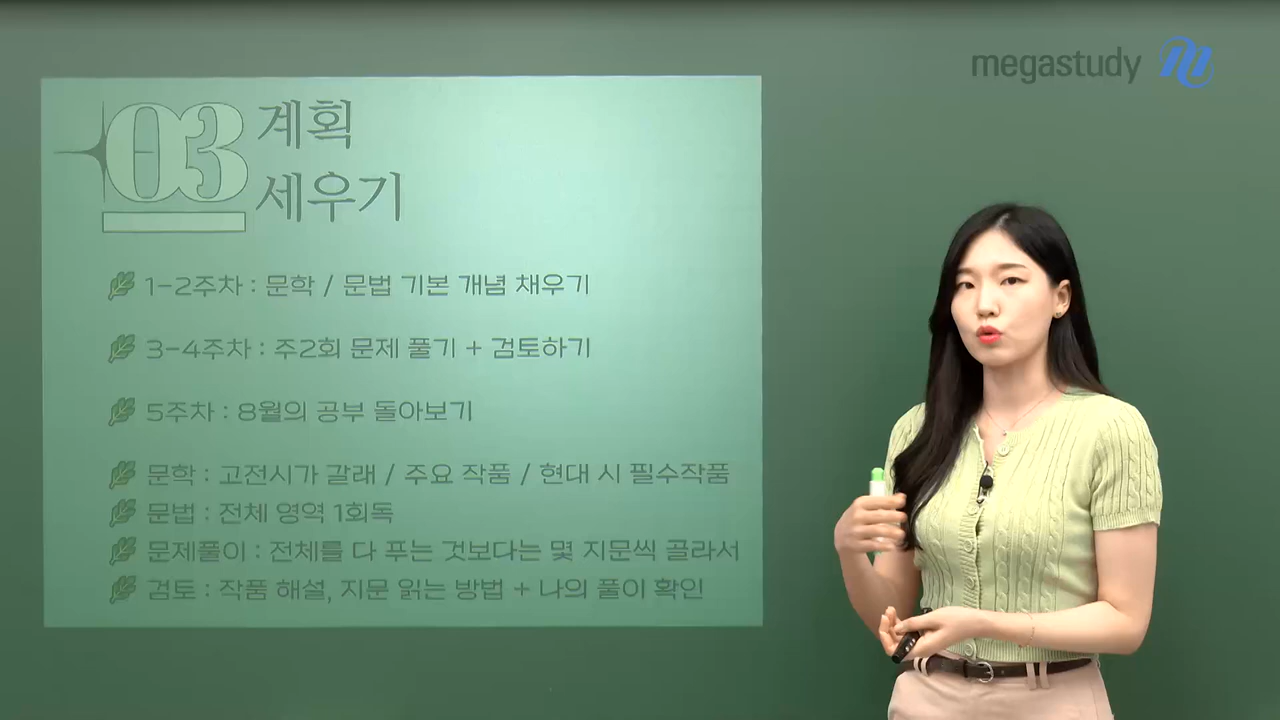 megastudy
03 계획
세우기
1-2주차 : 문학 / 문법 기본 개념 채우기
3-4주차 : 주2회 문제 풀기 + 검토하기
5주차 : 8월의 공부 돌아보기
문학 : 고전시가 갈래 / 주요 작품 / 현대 시 필수작품
문법 : 전체 영역 1회독
문제풀이 : 전체를 다 푸는 것보다는 몇 지문씩 골라서
검토 : 작품 해설, 지문 읽는 방법 + 나의 풀이 확인